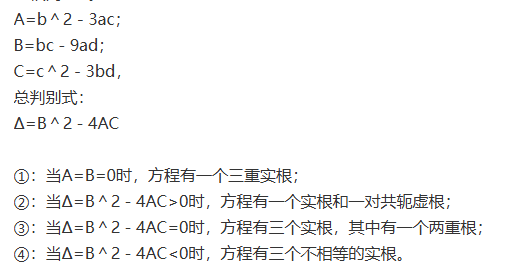 A=b^2－3ac；
B=bc－9ad；
C=c^2－3bd，
总判别式：
Δ=B^2－4AC
①：当A=B=0时，方程有一个三重实根；
②：当Δ=B^2－4AC>0时，方程有一个实根和一对共轭虚根；
③：当Δ=B^2－4AC=0时，方程有三个实根，其中有一个两重根；
④：当Δ=B^2－4AC<0时，方程有三个不相等的实根。